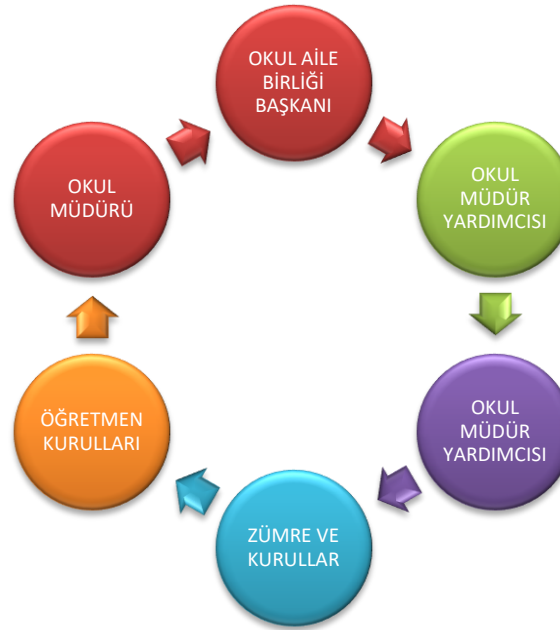 OKUL AİLE
BİRLİĞİ
BAŞKANI
OKUL
MÜDÜR
YARDIMCISI
OKUL
MÜDÜR
YARDIMCISI
ZÜMRE VE
KURULLAR
ÖĞRETMEN
KURULLARI
OKUL
MÜDÜRÜ